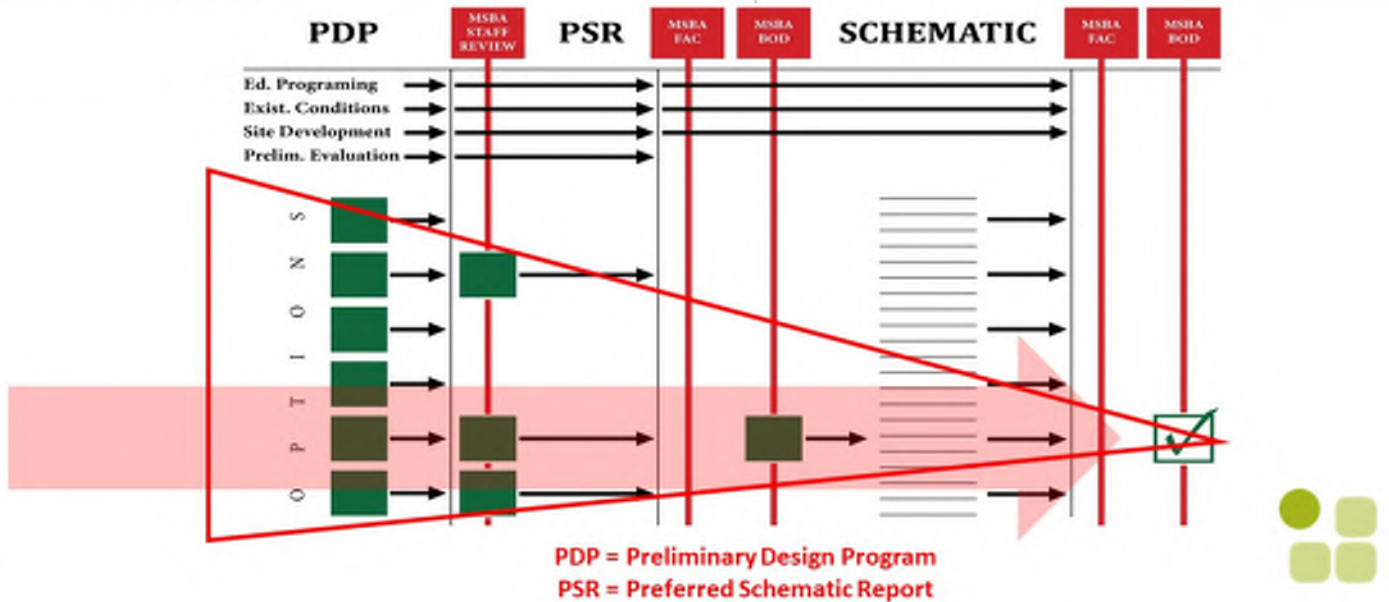 PDP
MSBA
STAFF
REVIEW
PSR
MSBA
FAC
MSBA
BOD
SCHEMATIC
MSBA
FAC
MSBA
BOD
Ed. Programing
Exist. Conditions
Site Development
Prelim. Evaluation
OPTIONS
PDP = Preliminary Design Program
PSR = Preferred Schematic Report